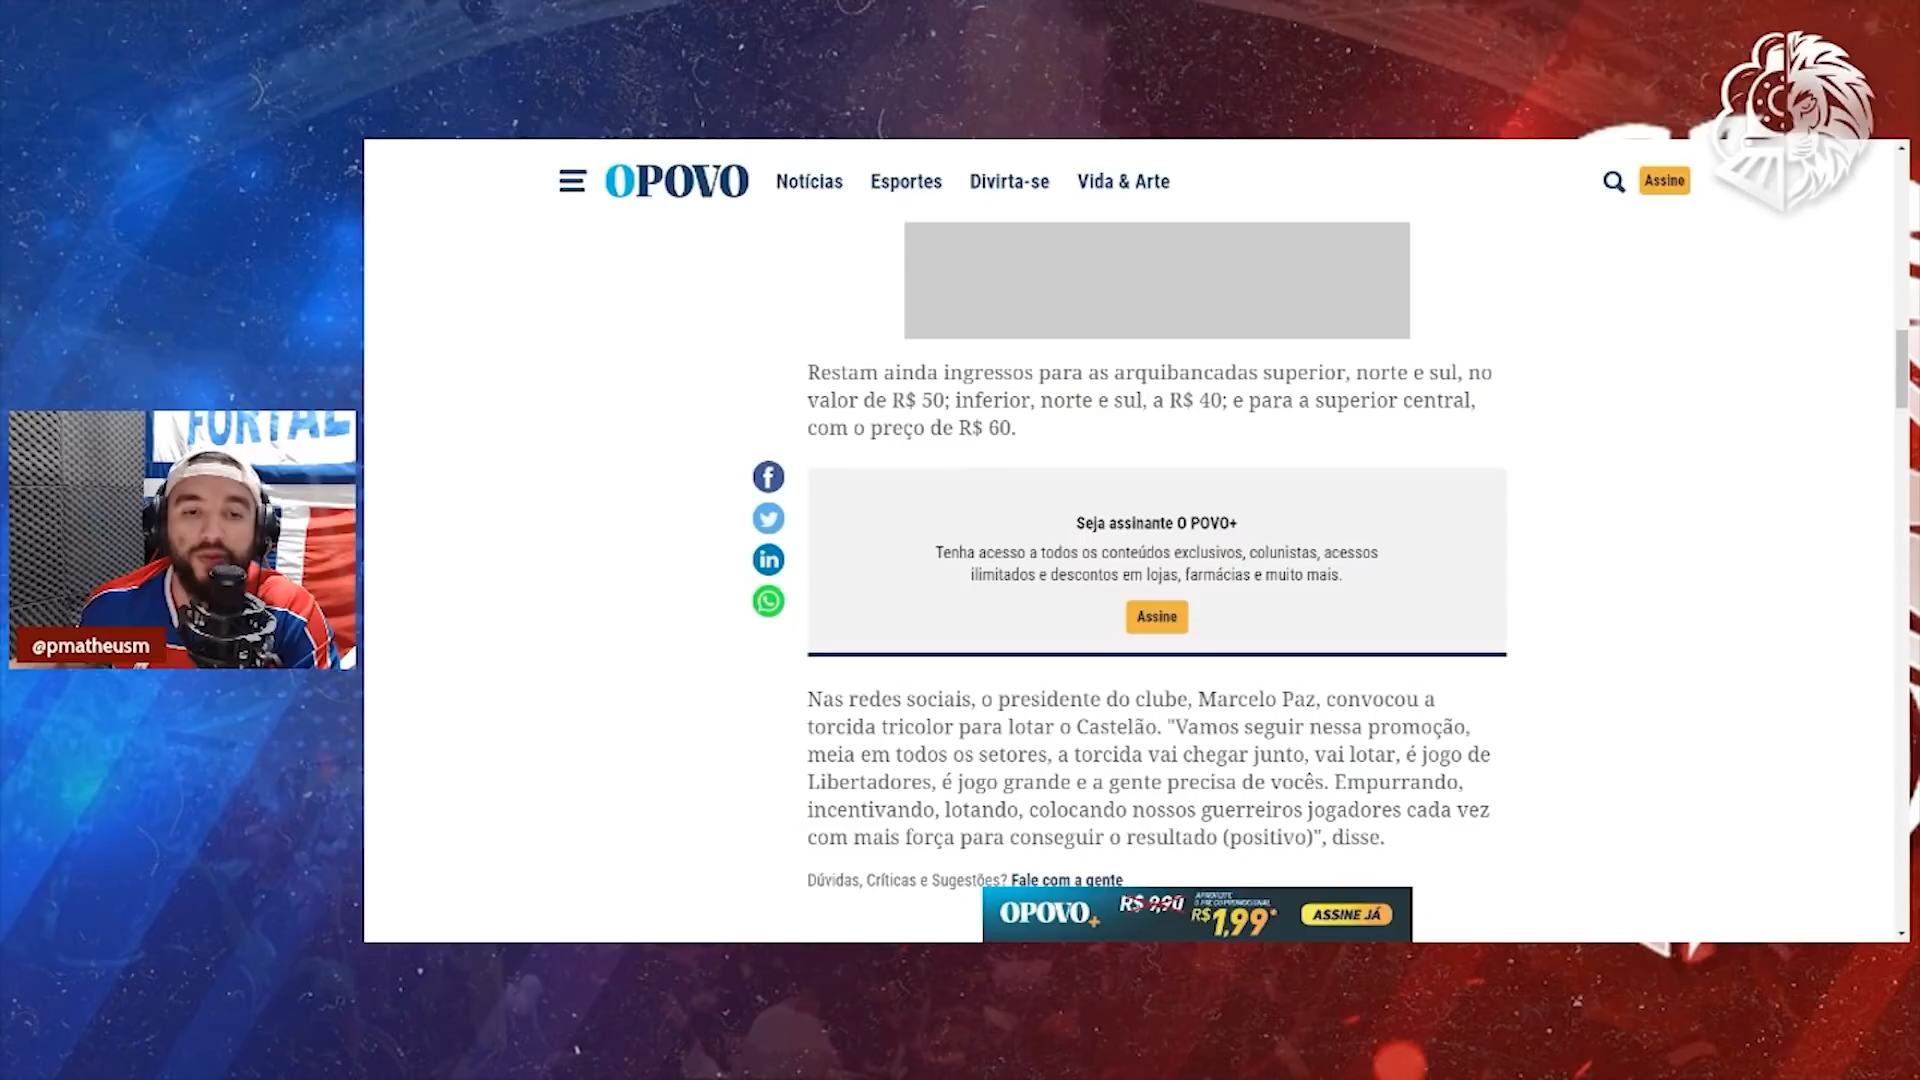 OPOVO
Notícias
Esportes
Divirta-se
Vida & Arte
Assine
Restam ainda ingressos para as arquibancadas superior, norte e sul, no
valor de R$ 50; inferior, norte e sul, a R$ 40; e para a superior central,
com o preço de R$ 60.
FORTAL
@pmatheusm
Seja assinante O POVO+
Tenha acesso a todos os conteúdos exclusivos, colunistas, acessos
ilimitados e descontos em lojas, farmácias e muito mais.
Assine
Nas redes sociais, o presidente do clube, Marcelo Paz, convocou a
torcida tricolor para lotar o Castelão. "Vamos seguir nessa promoção,
meia em todos os setores, a torcida vai chegar junto, vai lotar, é jogo de
Libertadores, é jogo grande e a gente precisa de vocês. Empurrando,
incentivando, lotando, colocando nossos guerreiros jogadores cada vez
com mais força para conseguir o resultado (positivo)", disse.
Dúvidas, Críticas e Sugestões? Fale com a gente
OPOVO+
R$ 9,90
R$ 1,99*
ASSINE JÁ